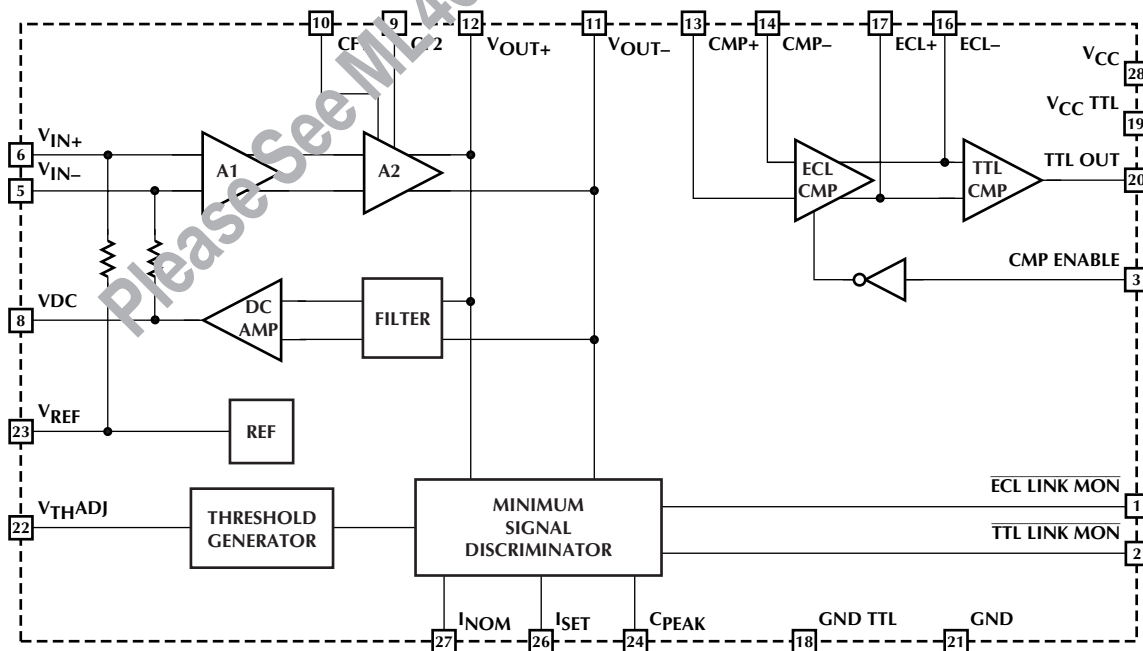 Please See ML46
10
9
12
11
13
14
17
16
CF
CF2
VOUT+
VOUT–
CMP+
CMP–
ECL+
ECL–
VCC
28
VCC TTL
19
VIN+
6
VIN–
5
A1
A2
ECL
CMP
TTL
CMP
TTL OUT
20
CMP ENABLE
3
VDC
8
DC
AMP
FILTER
VREF
23
REF
VTHADJ
22
THRESHOLD
GENERATOR
MINIMUM
SIGNAL
DISCRIMINATOR
ECL LINK MON
1
TTL LINK MON
2
INOM
27
ISET
26
CPEAK
24
GND TTL
18
GND
21